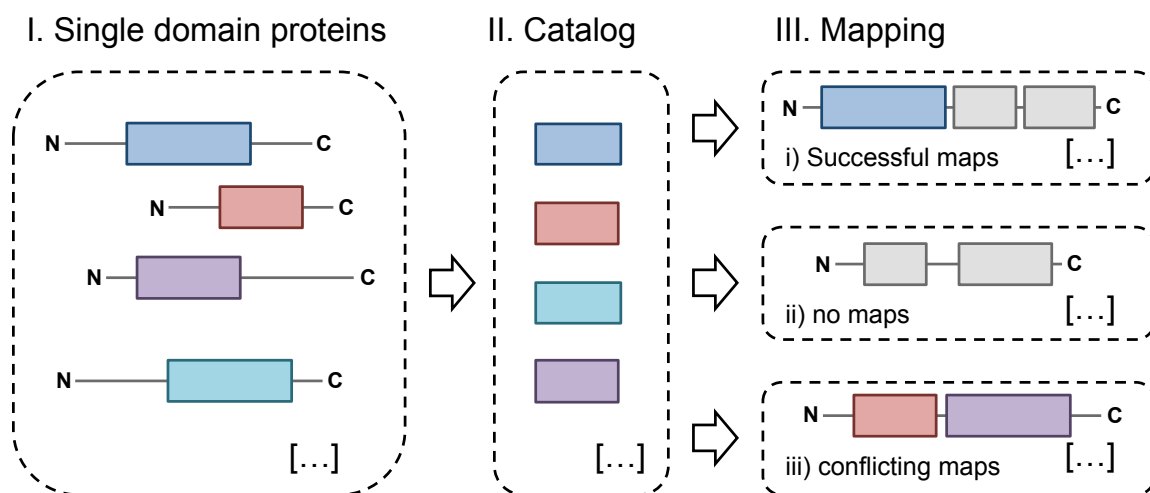 I. Single domain proteins
II. Catalog
III. Mapping
N C
N C
N C
N C
[...]
[...]
N C
i) Successful maps [...]
N C
ii) no maps [...]
N C
iii) conflicting maps [...]